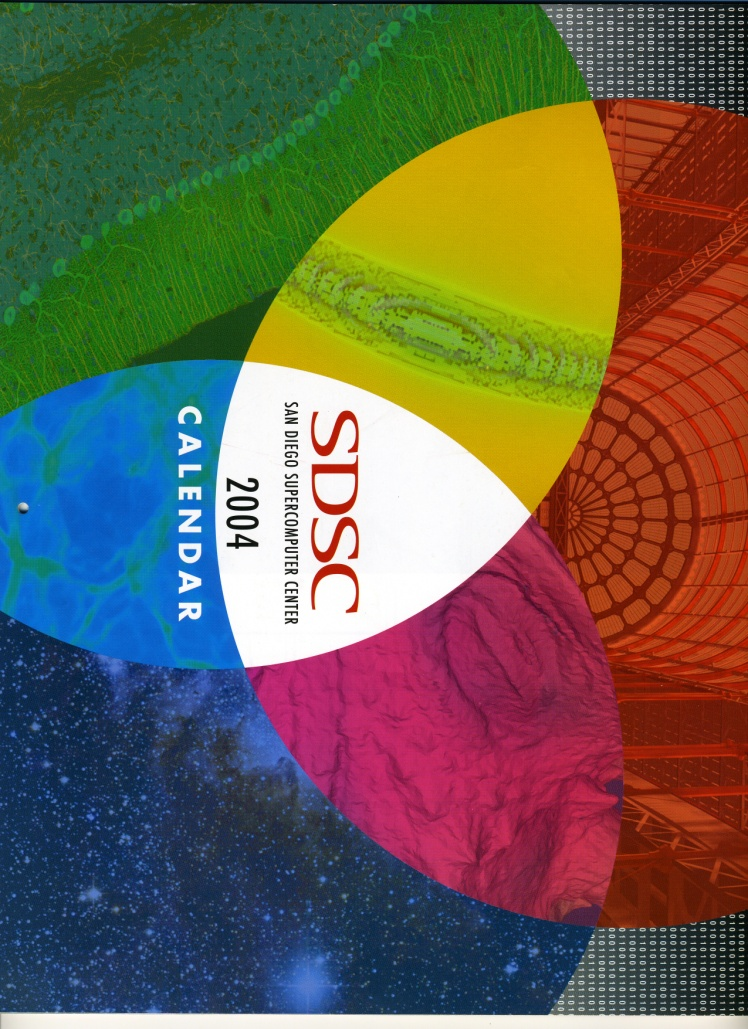 SDSC
SAN DIEGO SUPERCOMPUTER CENTER
2004
CALENDAR